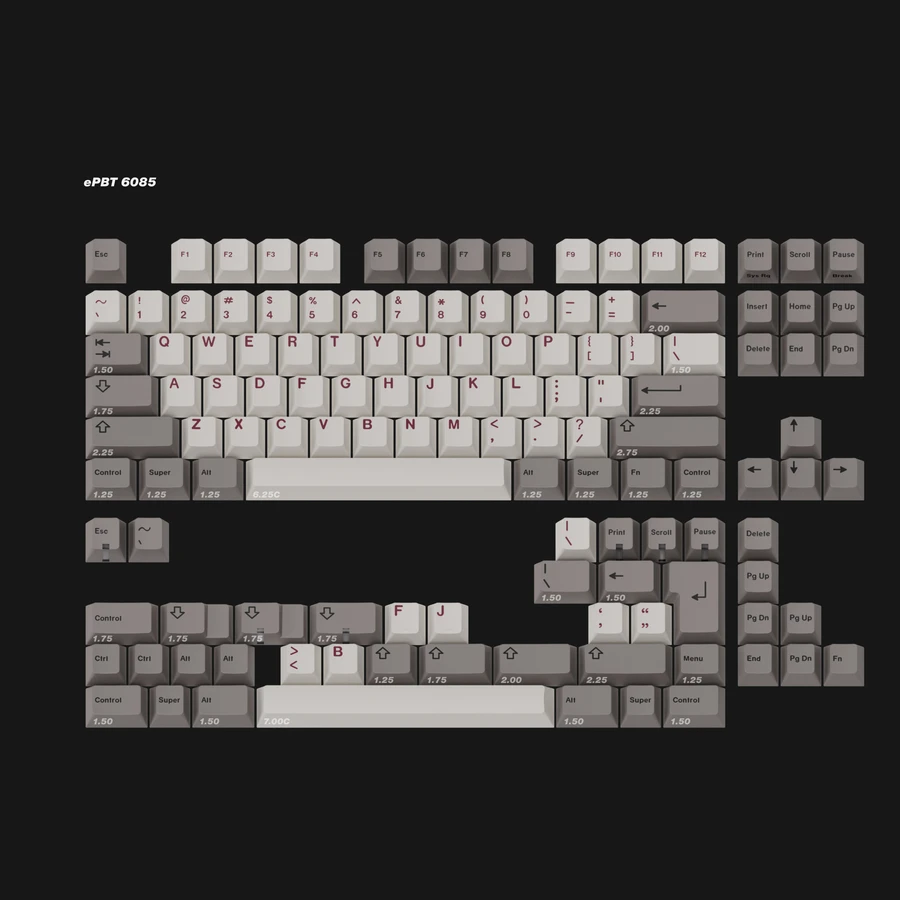 ePBT 6085
Esc F1 F2 F3 F4 F5 F6 F7 F8 F9 F10 F11 F12 Print Scroll Pause
Sys Rq Break
~ ! @ # $ % ^ & * ( ) _ + Insert Home Pg Up
` 1 2 3 4 5 6 7 8 9 0 - = 2.00
Q W E R T Y U I O P { } | Delete End Pg Dn
1.50 [ ] \ 1.50
A S D F G H J K L : "
1.75 ; ' 2.25
Z X C V B N M < > ?
2.25 , . / 2.75
Control Super Alt Alt Super Fn Control
1.25 1.25 1.25 6.25C 1.25 1.25 1.25 1.25
Esc ~ | Print Scroll Pause Delete
` \
| Pg Up
\ 1.50 1.50
Control F J ‘ “ Pg Dn Pg Up
1.75 1.75 1.75 1.75 , ”
Ctrl Ctrl Alt Alt > B Menu End Pg Dn Fn
< 1.25 1.75 2.00 2.25 1.25
Control Super Alt Alt Super Control
1.50 1.50 7.00C 1.50 1.50